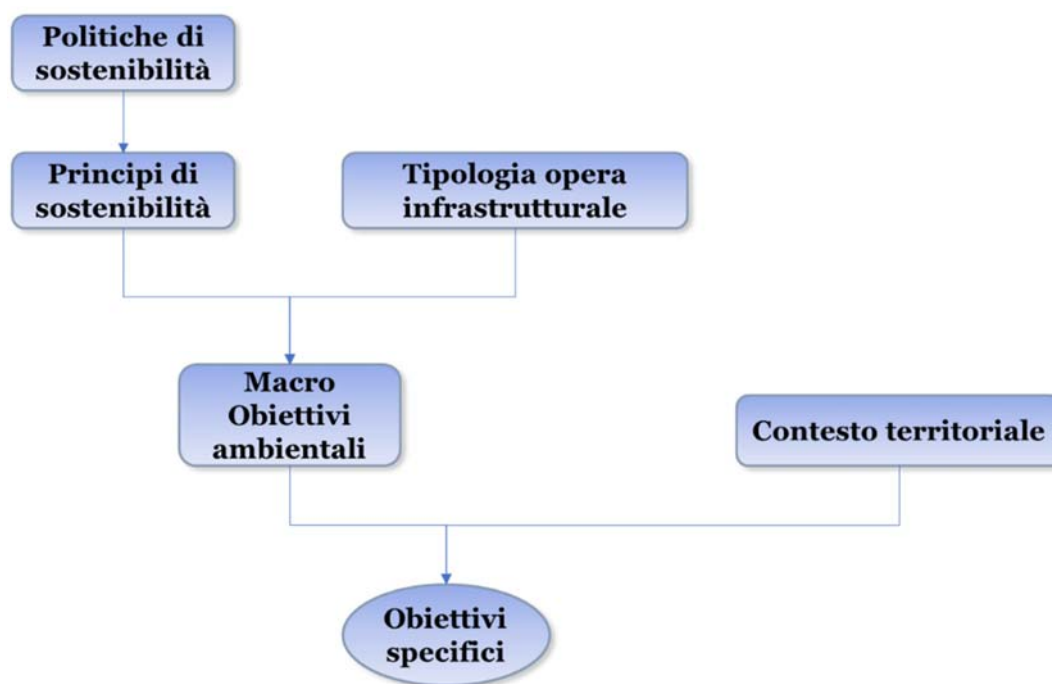 Politiche di
sostenibilità
Principi di
sostenibilità
Tipologia opera
infrastrutturale
Macro
Obiettivi
ambientali
Contesto territoriale
Obiettivi
specifici